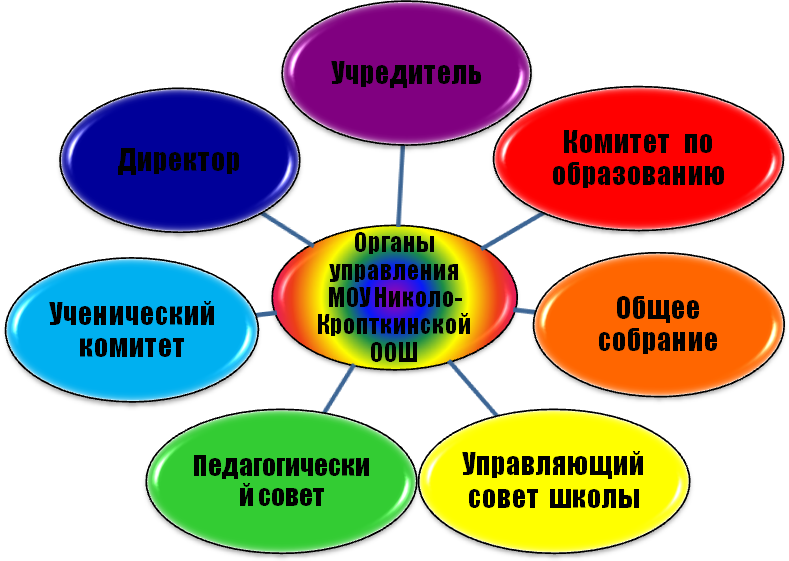 Учредитель
Комитет по
образованию
Директор
Органы
управления
МОУ Николо-
Кропткинской
ООШ
Общее
собрание
Ученический
комитет
Управляющий
совет школы
Педагогически
й совет